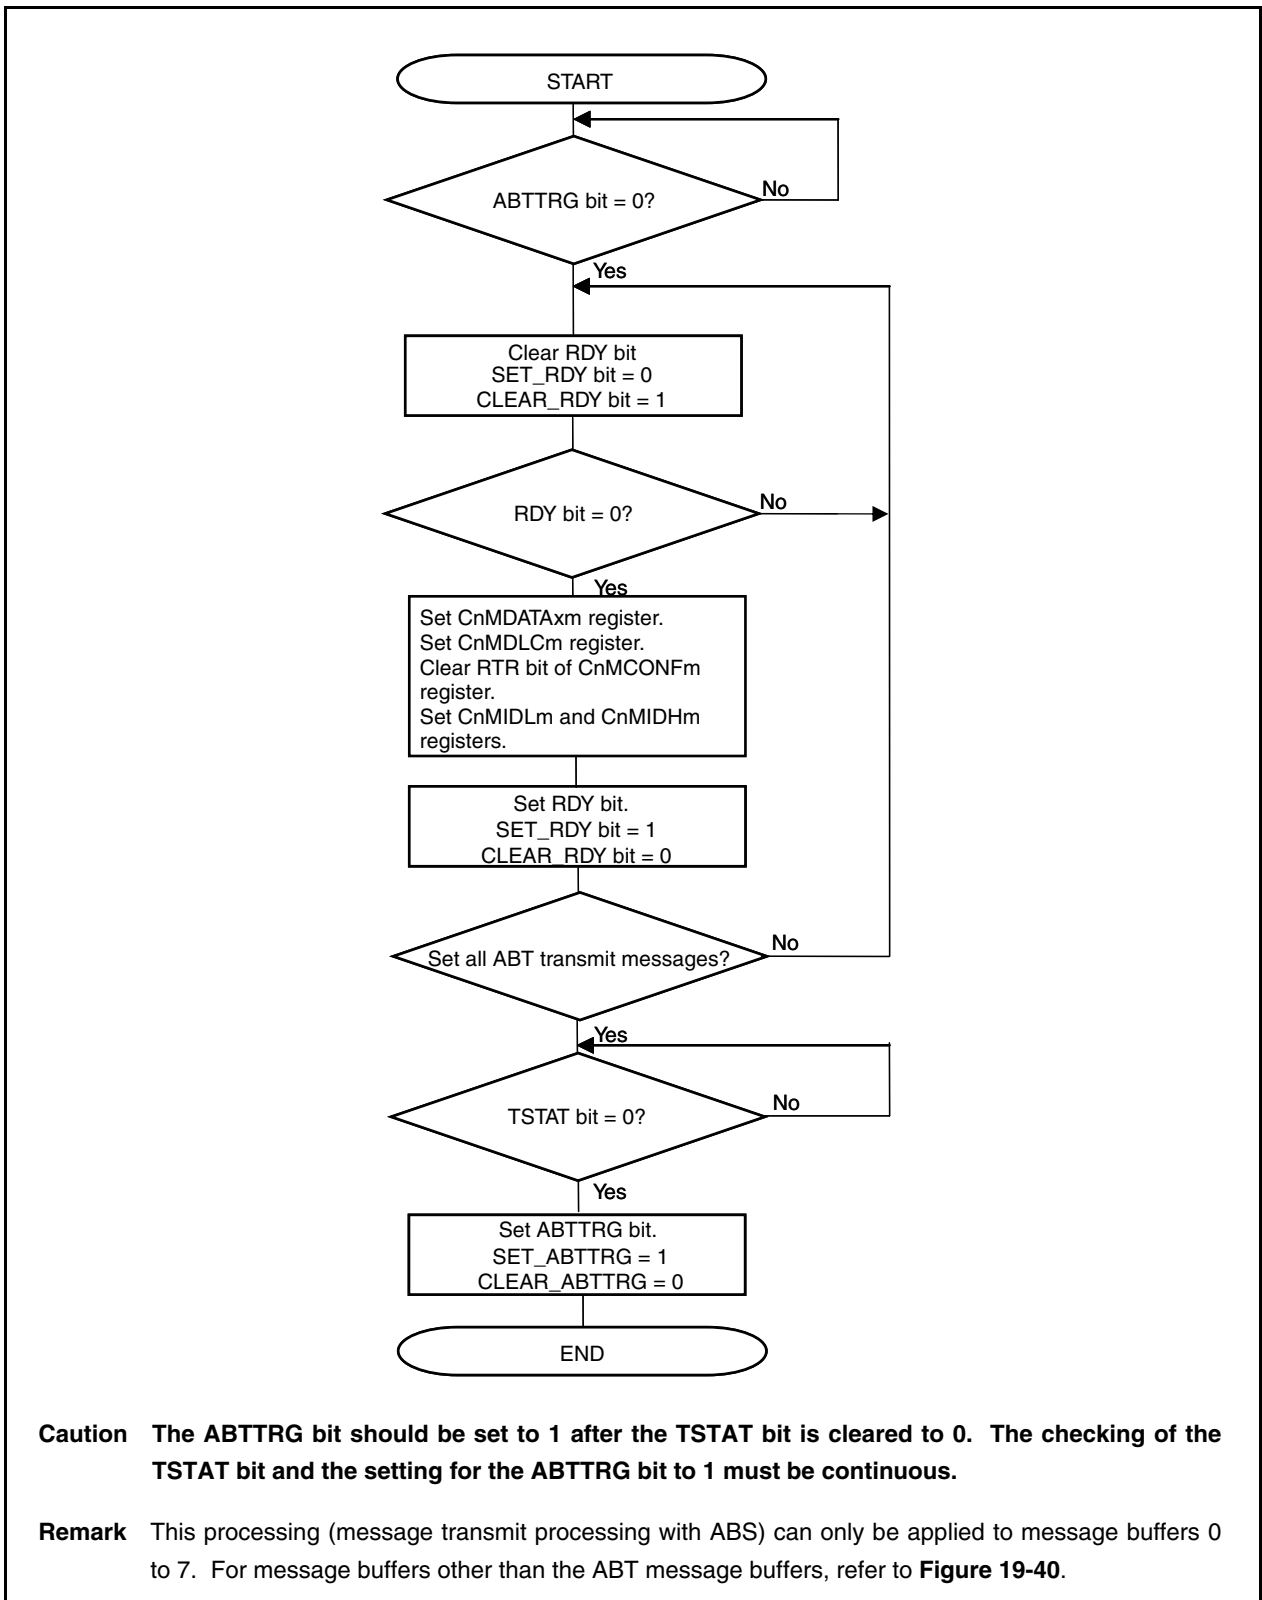 START
ABTTRG bit = 0?
No
Yes
Clear RDY bit
SET_RDY bit = 0
CLEAR_RDY bit = 1
RDY bit = 0?
No
Yes
Set CnMDATAxm register.
Set CnMDLCm register.
Clear RTR bit of CnMCONFm
register.
Set CnMIDLm and CnMIDHm
registers.
Set RDY bit.
SET_RDY bit = 1
CLEAR_RDY bit = 0
Set all ABT transmit messages?
No
Yes
TSTAT bit = 0?
No
Yes
Set ABTTRG bit.
SET_ABTTRG = 1
CLEAR_ABTTRG = 0
END
Caution The ABTTRG bit should be set to 1 after the TSTAT bit is cleared to 0. The checking of the
TSTAT bit and the setting for the ABTTRG bit to 1 must be continuous.
Remark This processing (message transmit processing with ABS) can only be applied to message buffers 0
to 7. For message buffers other than the ABT message buffers, refer to Figure 19-40.